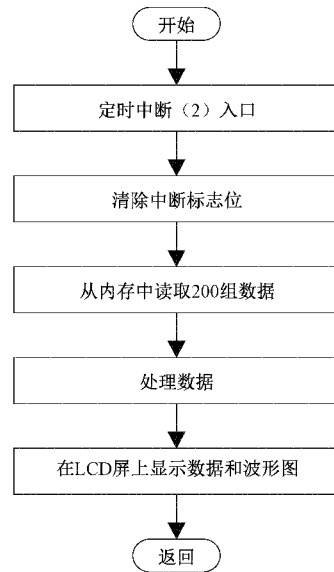 开始
定时中断（2）入口
清除中断标志位
从内存中读取200组数据
处理数据
在LCD屏上显示数据和波形图
返回